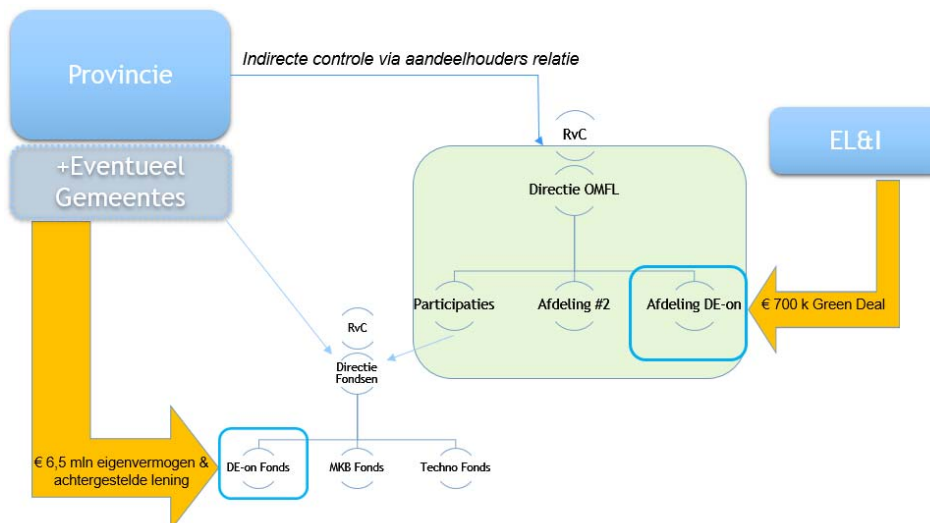 Provincie
Indirecte controle via aandeelhouders relatie
+Eventueel
Gemeentes
RvC
EL&I
Directie OMFL
Participaties
Afdeling #2
Afdeling DE-on
€ 700 k Green Deal
RvC
Directie
Fondsen
€ 6,5 mln eigenvermogen &
achtergestelde lening
DE-on Fonds
MKB Fonds
Techno Fonds